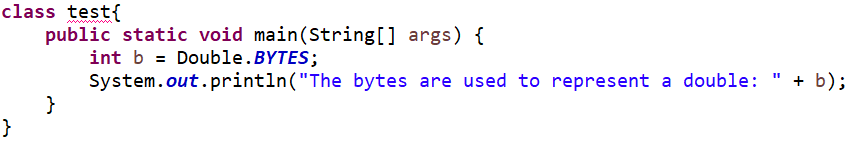 class test{
    public static void main(String[] args) {
        int b = Double.BYTES;
        System.out.println("The bytes are used to represent a double: " + b);
    }
}